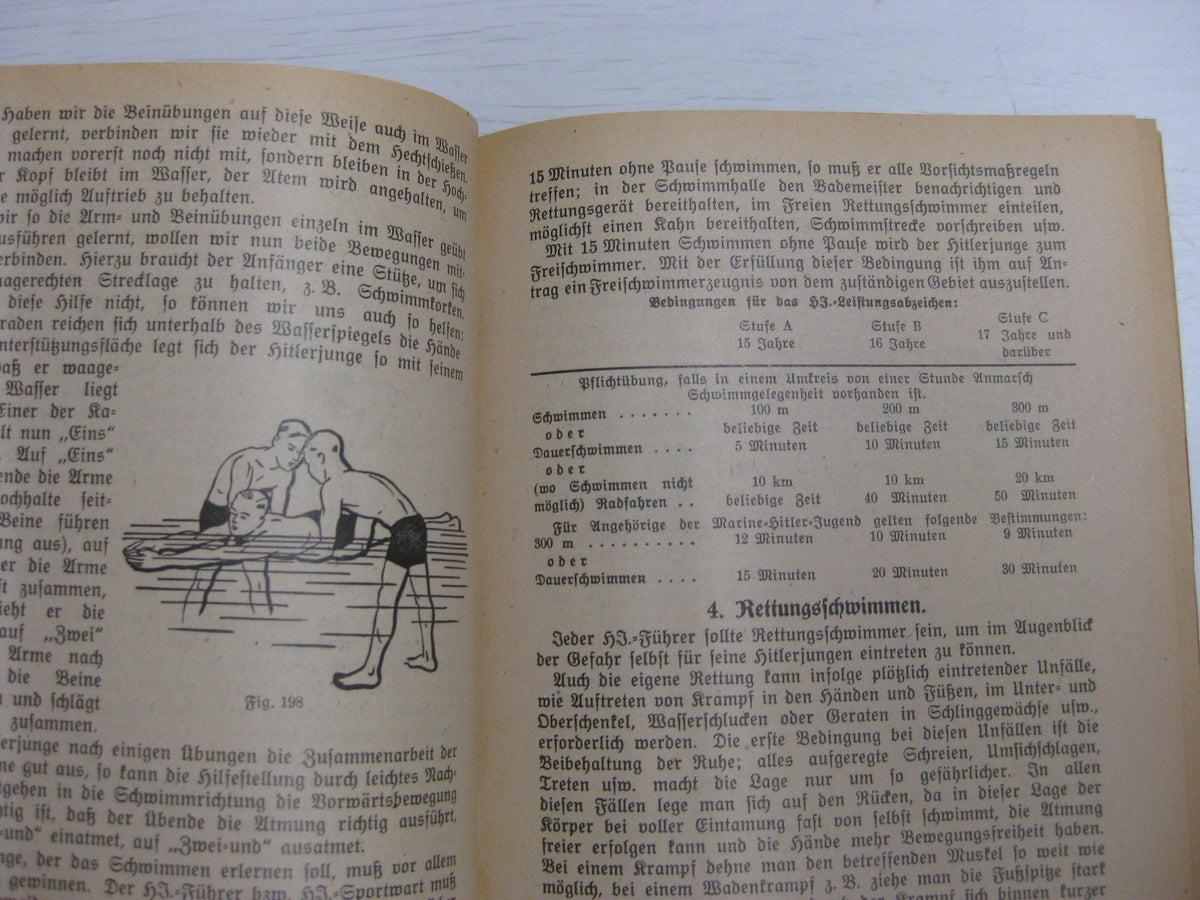 Haben wir die Beinübungen auf diese Weise auch im Wasser
gelernt, verbinden wir sie wieder mit dem Hechtschießen.
machen vorerst noch nicht mit, sondern bleiben in der Hoch-
Kopf bleibt im Wasser, der Atem wird angehalten, um
möglich Auftrieb zu behalten.
wir so die Arm- und Beinübungen einzeln im Wasser geübt
ausführen gelernt, wollen wir nun beide Bewegungen mit-
verbinden. Hierzu braucht der Anfänger eine Stütze, um sich
waagerechten Strecklage zu halten, z. B. Schwimmkorken.
diese Hilfe nicht, so können wir uns auch so helfen:
raden reichen sich unterhalb des Wasserspiegels die Hände
nterstützungsfläche legt sich der Hitlerjunge so mit seinem
daß er waage-
Wasser liegt
Einer der Ka-
lt nun „Eins“
Auf „Eins“
ende die Arme
ochhalte seit-
Beine führen
ung aus), auf
er die Arme
st zusammen,
zieht er die
auf „Zwei“
Arme nach
die Beine
n und schlägt
zusammen.
Fig. 198
lerjunge nach einigen Übungen die Zusammenarbeit der
ne gut aus, so kann die Hilfestellung durch leichtes Nach-
gehen in die Schwimmrichtung die Vorwärtsbewegung
htig ist, daß der Übende die Atmung richtig ausführt,
-und“ einatmet, auf „Zwei-und“ ausatmet.
nge, der das Schwimmen erlernen soll, muß vor allem
gewinnen. Der HJ.-Führer bzw. HJ.-Sportwart muß
15 Minuten ohne Pause schwimmen, so muß er alle Vorsichtsmaßregeln
treffen; in der Schwimmhalle den Bademeister benachrichtigen und
Rettungsgerät bereithalten, im Freien Rettungsschwimmer einteilen,
möglichst einen Kahn bereithalten, Schwimmstrecke vorschreiben usw.
Mit 15 Minuten Schwimmen ohne Pause wird der Hitlerjunge zum
Freischwimmer. Mit der Erfüllung dieser Bedingung ist ihm auf An-
trag ein Freischwimmerzeugnis von dem zuständigen Gebiet auszustellen.
Bedingungen für das HJ.-Leistungsabzeichen:
Stufe A Stufe B Stufe C
15 Jahre 16 Jahre 17 Jahre und
darüber
Pflichtübung, falls in einem Umkreis von einer Stunde Anmarsch
Schwimmgelegenheit vorhanden ist.
Schwimmen . . . . . . . 100 m 200 m 300 m
oder beliebige Zeit beliebige Zeit beliebige Zeit
Dauerschwimmen . . . . 5 Minuten 10 Minuten 15 Minuten
oder
(wo Schwimmen nicht 10 km 10 km 20 km
möglich) Radfahren . . beliebige Zeit 40 Minuten 50 Minuten
Für Angehörige der Marine-Hitler-Jugend gelten folgende Bestimmungen:
300 m . . . . . . . . . . 12 Minuten 10 Minuten 9 Minuten
oder
Dauerschwimmen . . . . 15 Minuten 20 Minuten 30 Minuten
4. Rettungsschwimmen.
Jeder HJ.-Führer sollte Rettungsschwimmer sein, um im Augenblick
der Gefahr selbst für seine Hitlerjungen eintreten zu können.
Auch die eigene Rettung kann infolge plötzlich eintretender Unfälle,
wie Auftreten von Krampf in den Händen und Füßen, im Unter- und
Oberschenkel, Wasserschlucken oder Geraten in Schlinggewächse usw.,
erforderlich werden. Die erste Bedingung bei diesen Unfällen ist die
Beibehaltung der Ruhe; alles aufgeregte Schreien, Umsichschlagen,
Treten usw. macht die Lage nur um so gefährlicher. In allen
diesen Fällen lege man sich auf den Rücken, da in dieser Lage der
Körper bei voller Eintamung fast von selbst schwimmt, die Atmung
freier erfolgen kann und die Hände mehr Bewegungsfreiheit haben.
Bei einem Krampf dehne man den betreffenden Muskel so weit wie
möglich, bei einem Wadenkrampf z. B. ziehe man die Fußspitze stark
der Krampf sich binnen kurzer